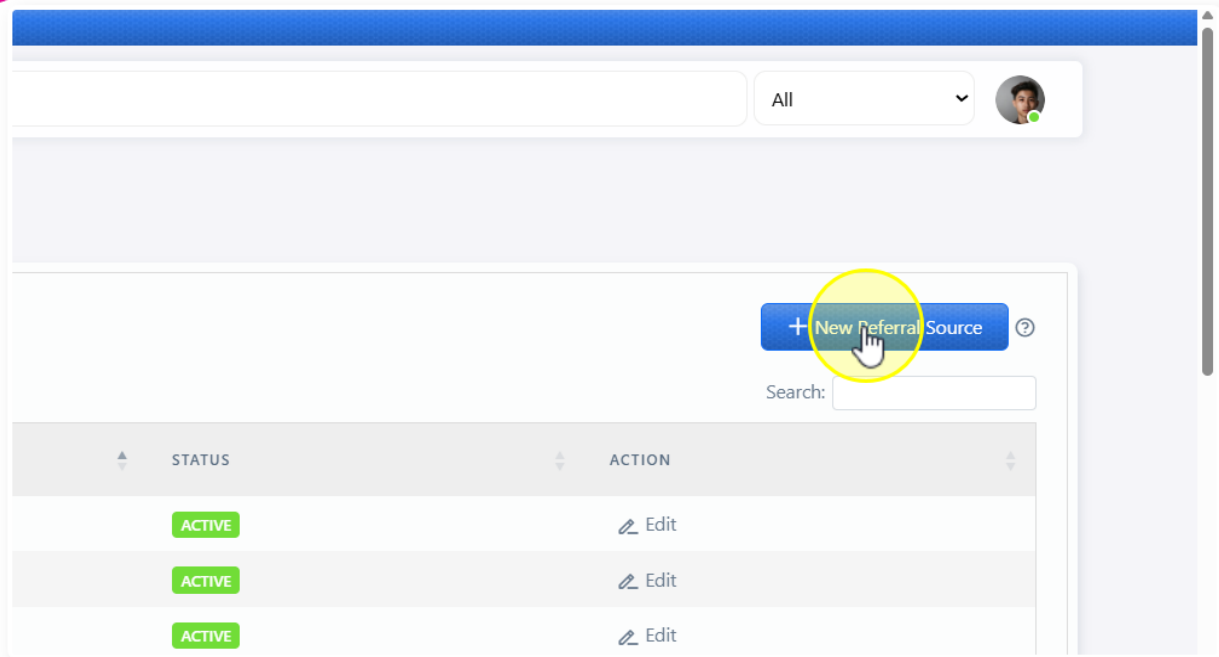 All
+ New Referral Source
Search:
STATUS ACTION
ACTIVE Edit
ACTIVE Edit
ACTIVE Edit